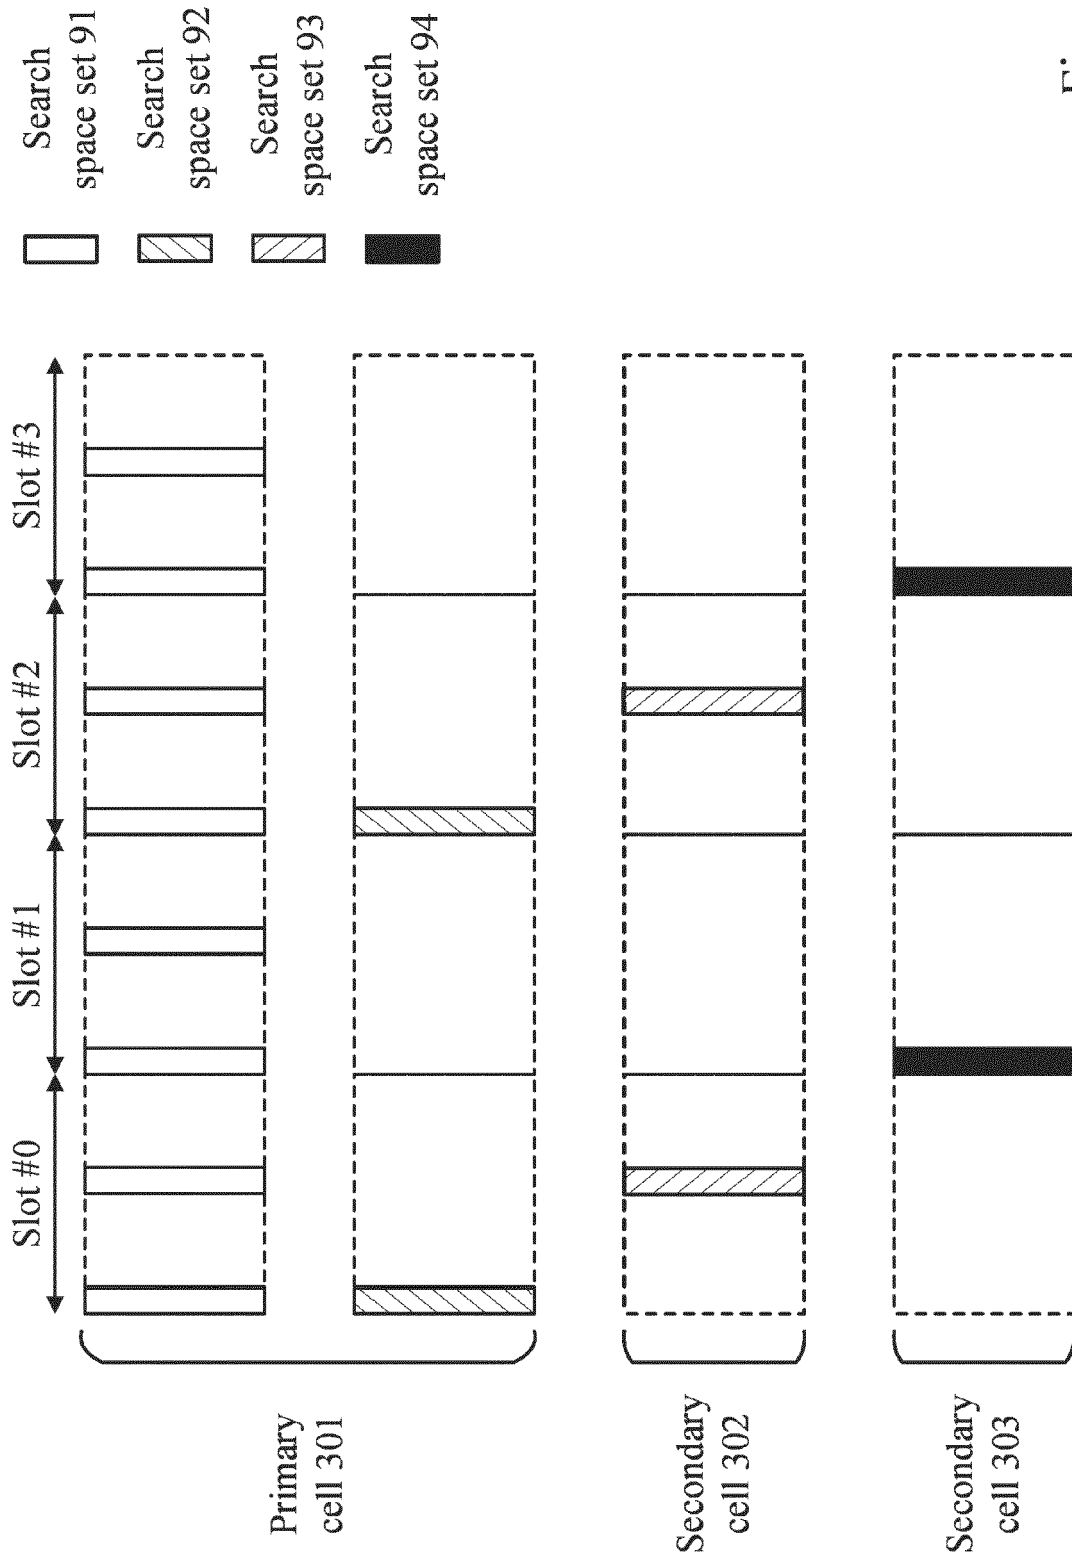 Slot #0
Slot #1
Slot #2
Slot #3
Search
space set 91
Search
space set 92
Search
space set 93
Search
space set 94
Primary
cell 301
Secondary
cell 302
Secondary
cell 303